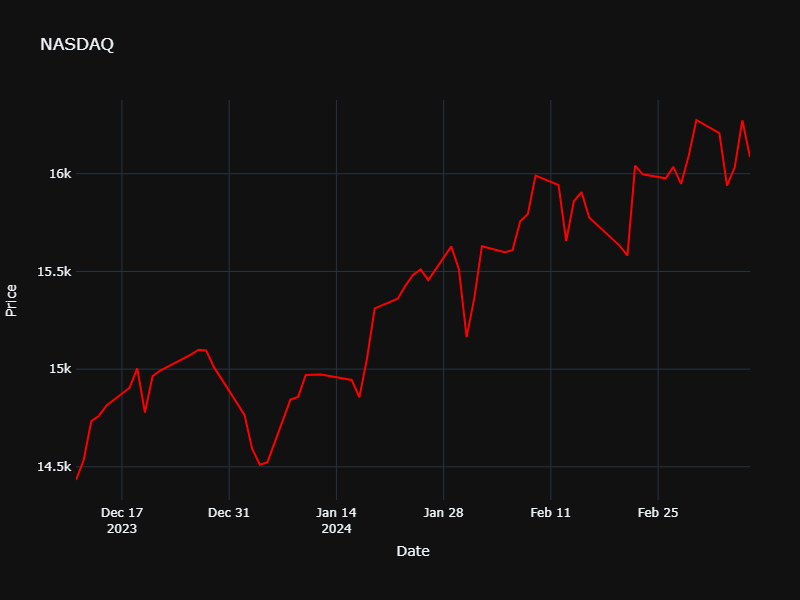 NASDAQ
Price
16k
15.5k
15k
14.5k
Dec 17
2023
Dec 31
Jan 14
2024
Jan 28
Feb 11
Feb 25
Date